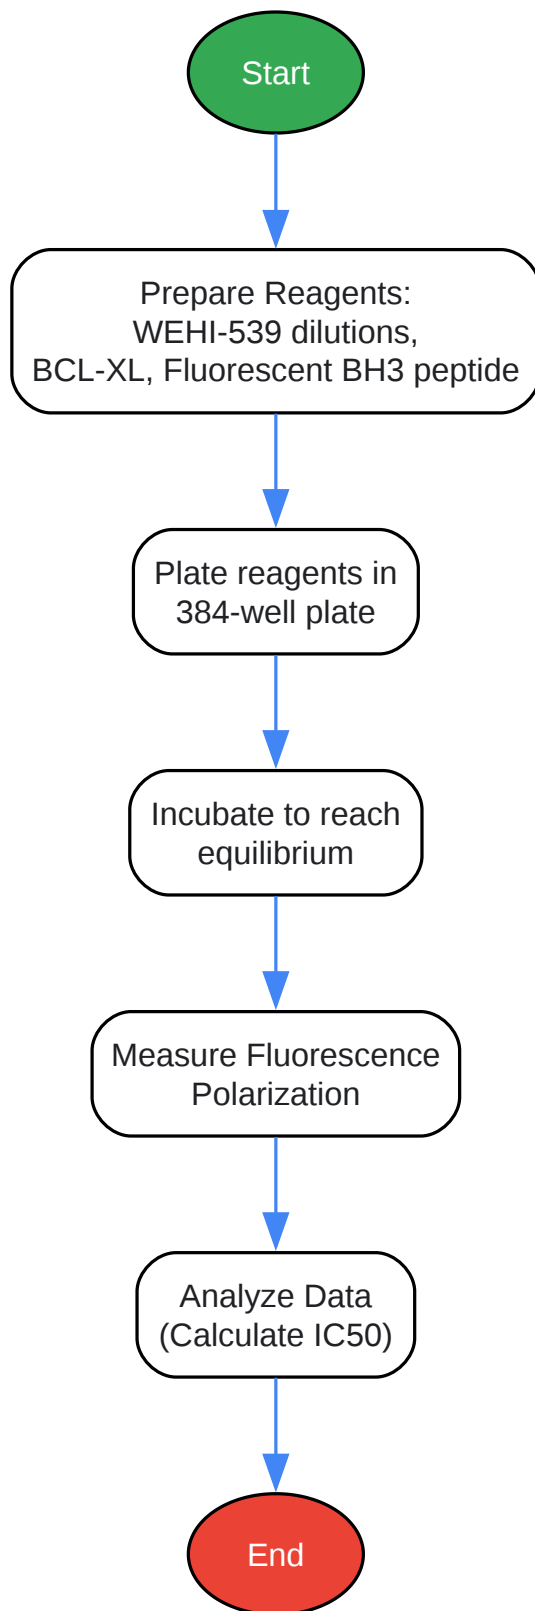 Start
Prepare Reagents:
WEHI-539 dilutions,
BCL-XL, Fluorescent BH3 peptide
Plate reagents in
384-well plate
Incubate to reach
equilibrium
Measure Fluorescence
Polarization
Analyze Data
(Calculate IC50)
End